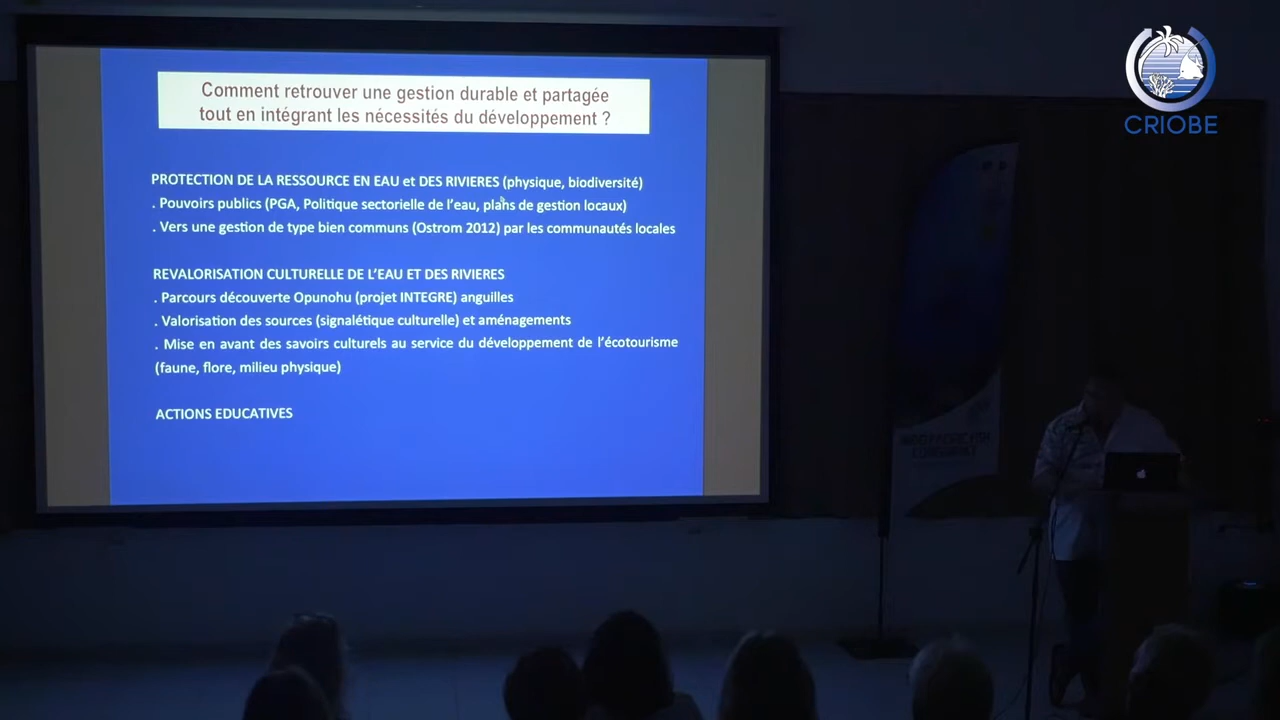 Comment retrouver une gestion durable et partagée
tout en intégrant les nécessités du développement ?
PROTECTION DE LA RESSOURCE EN EAU et DES RIVIERES (physique, biodiversité)
. Pouvoirs publics (PGA, Politique sectorielle de l'eau, plans de gestion locaux)
. Vers une gestion de type bien communs (Ostrom 2012) par les communautés locales
REVALORISATION CULTURELLE DE L'EAU ET DES RIVIERES
. Parcours découverte Opunohu (projet INTEGRE) anguilles
. Valorisation des sources (signalétique culturelle) et aménagements
. Mise en avant des savoirs culturels au service du développement de l'écotourisme
(faune, flore, milieu physique)
ACTIONS EDUCATIVES
CRIOBE